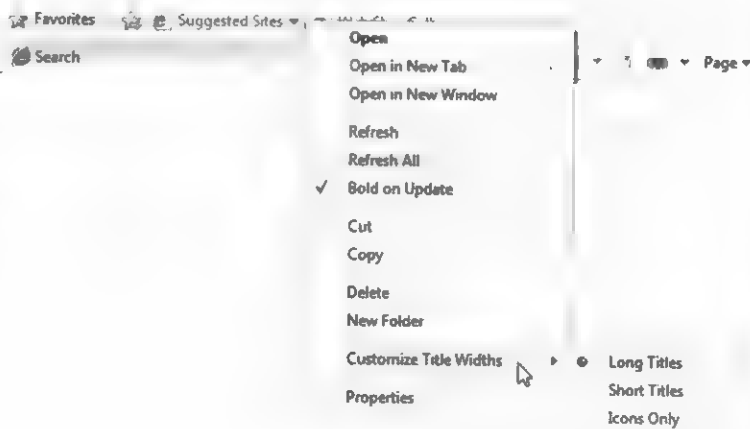 Favorites Suggested Sites
Search
Page
Open
Open in New Tab
Open in New Window
Refresh
Refresh All
Bold on Update
Cut
Copy
Delete
New Folder
Customize Title Widths
Long Titles
Short Titles
Icons Only
Properties